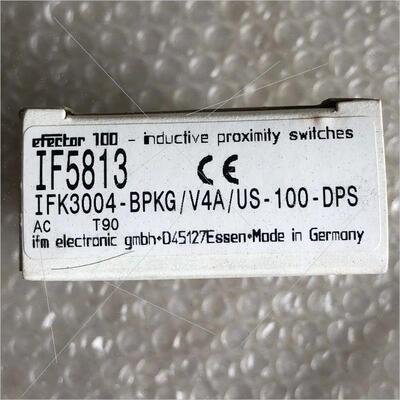 efector 100 - inductive proximity switches
IF5813 CE
IFK3004-BPKG/V4A/US-100-DPS
AC T90
ifm electronic gmbh•D45127Essen•Made in Germany